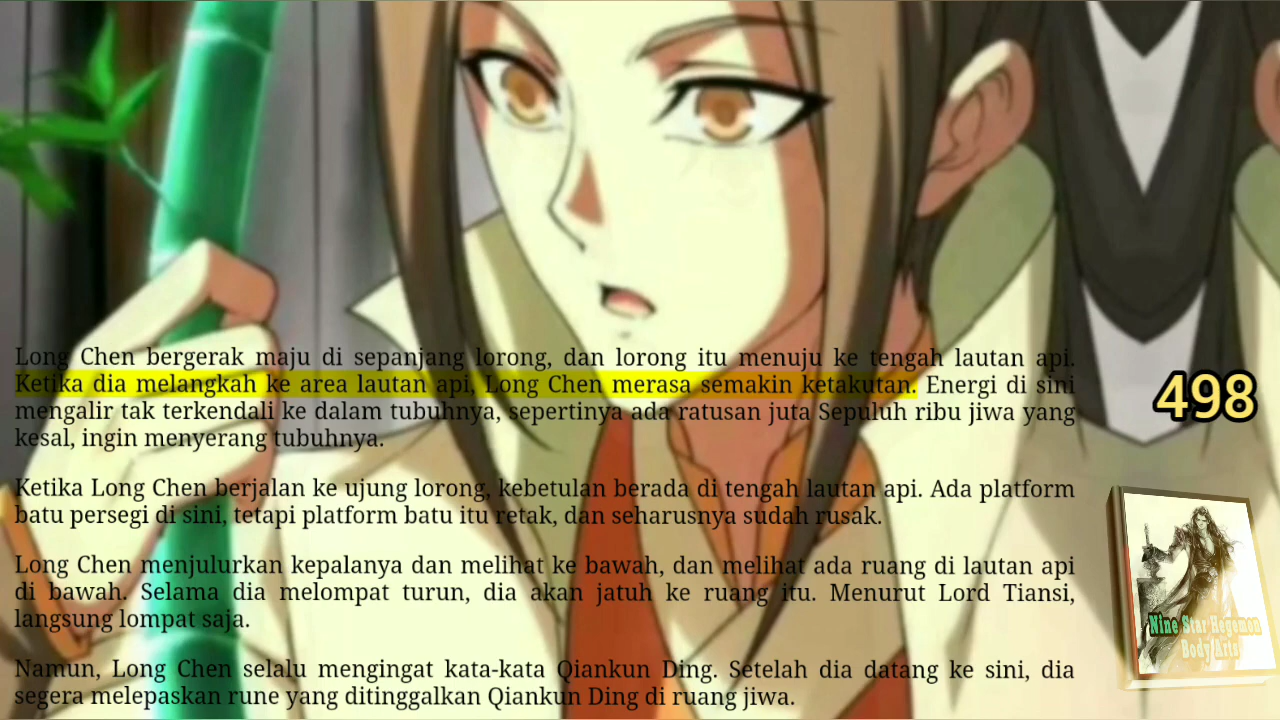 Long Chen bergerak maju di sepanjang lorong, dan lorong itu menuju ke tengah lautan api.
Ketika dia melangkah ke area lautan api, Long Chen merasa semakin ketakutan. Energi di sini
mengalir tak terkendali ke dalam tubuhnya, sepertinya ada ratusan juta Sepuluh ribu jiwa yang
kesal, ingin menyerang tubuhnya.
Ketika Long Chen berjalan ke ujung lorong, kebetulan berada di tengah lautan api. Ada platform
batu persegi di sini, tetapi platform batu itu retak, dan seharusnya sudah rusak.
Long Chen menjulurkan kepalanya dan melihat ke bawah, dan melihat ada ruang di lautan api
di bawah. Selama dia melompat turun, dia akan jatuh ke ruang itu. Menurut Lord Tiansi,
langsung lompat saja.
Namun, Long Chen selalu mengingat kata-kata Qiankun Ding. Setelah dia datang ke sini, dia
segera melepaskan rune yang ditinggalkan Qiankun Ding di ruang jiwa.
498
Nine Star Hegemon
Body Arts